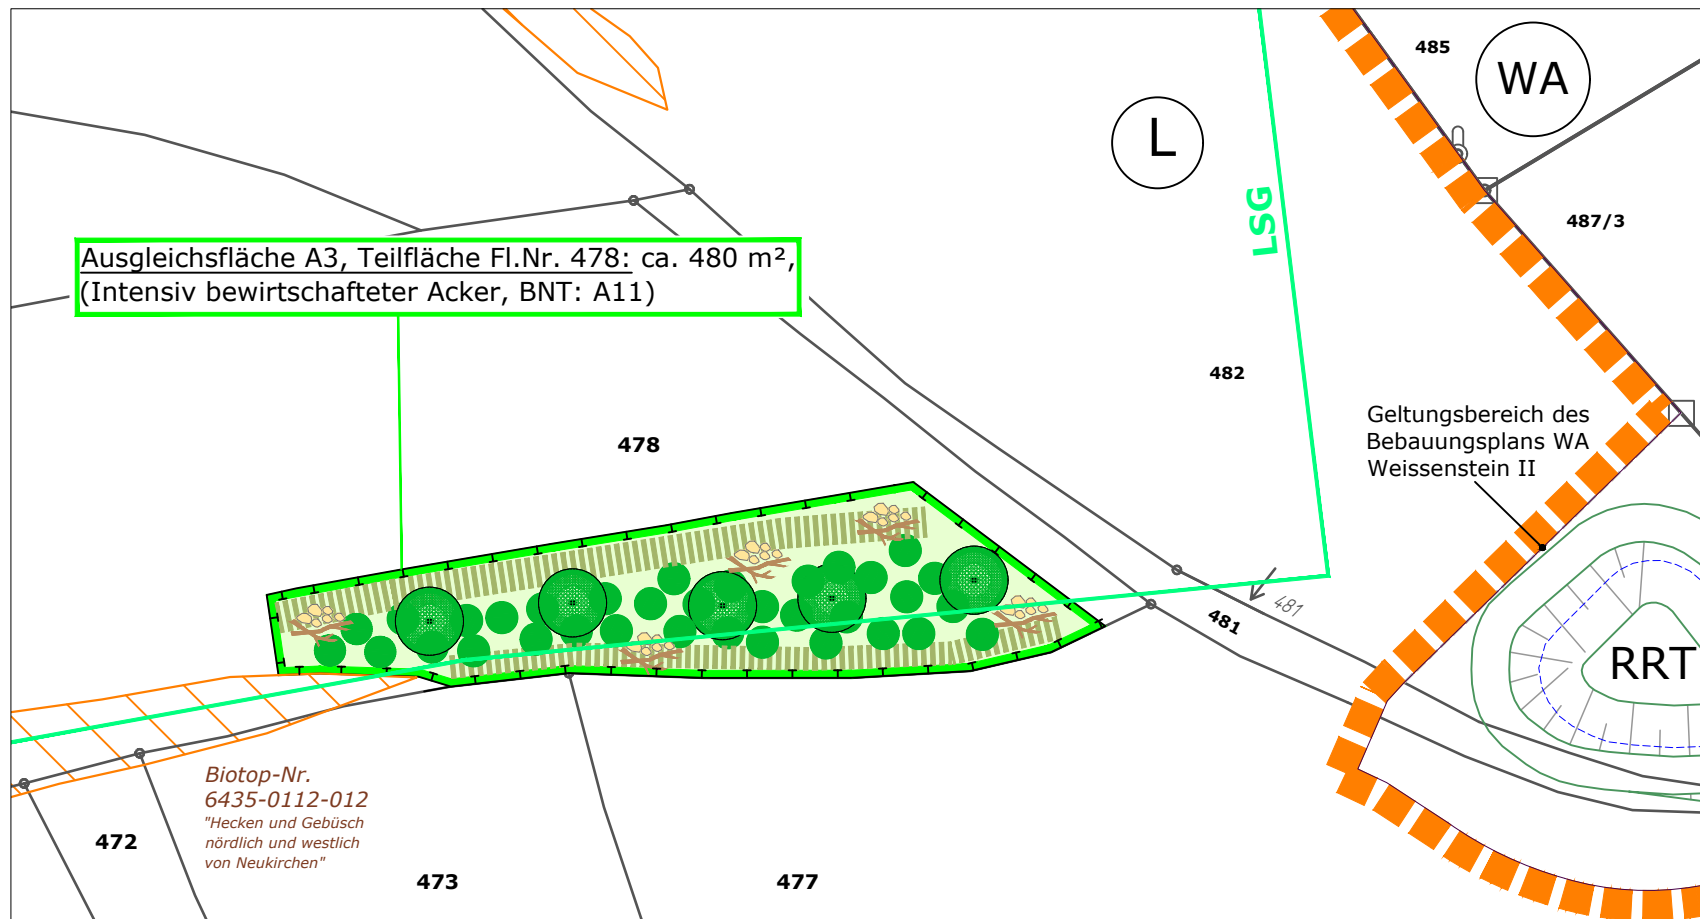 485
WA
L
LSG
487/3
Ausgleichsfläche A3, Teilfläche Fl.Nr. 478: ca. 480 m²,
(Intensiv bewirtschafteter Acker, BNT: A11)
482
Geltungsbereich des
Bebauungsplans WA
Weissenstein II
478
481
481
RRT
Biotop-Nr.
6435-0112-012
"Hecken und Gebüsch
nördlich und westlich
von Neukirchen"
472
473
477